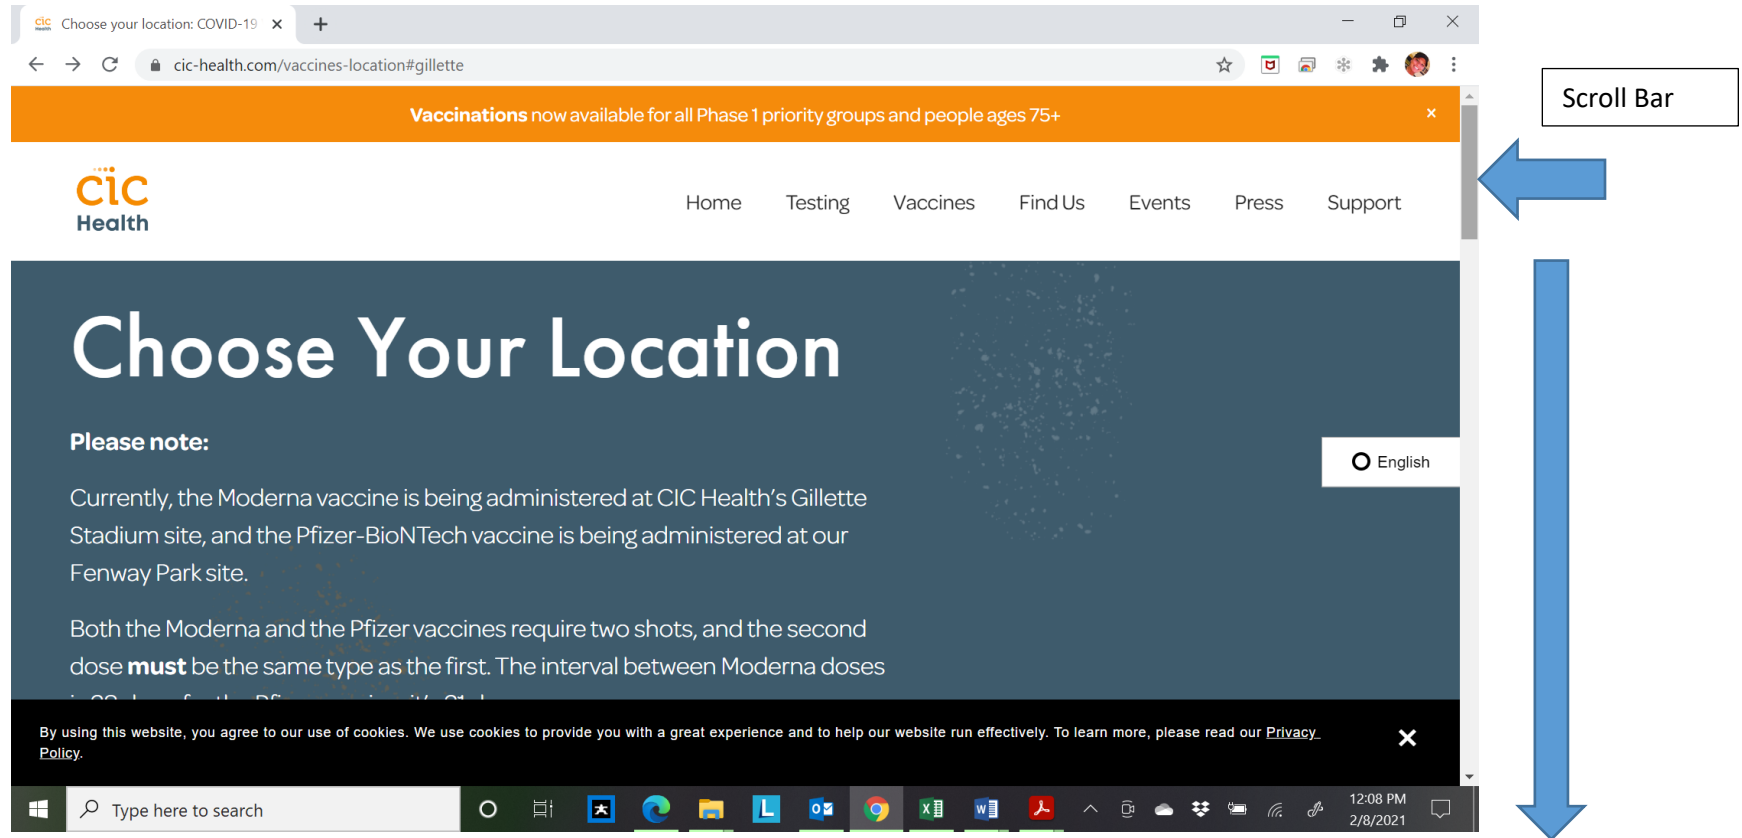 cic Health Choose your location: COVID-19
cic-health.com/vaccines-location#gillette
Scroll Bar
Vaccinations now available for all Phase 1 priority groups and people ages 75+
cic
Health
Home Testing Vaccines Find Us Events Press Support
Choose Your Location
Please note:
English
Currently, the Moderna vaccine is being administered at CIC Health's Gillette
Stadium site, and the Pfizer-BioNTech vaccine is being administered at our
Fenway Park site.
Both the Moderna and the Pfizer vaccines require two shots, and the second
dose must be the same type as the first. The interval between Moderna doses
By using this website, you agree to our use of cookies. We use cookies to provide you with a great experience and to help our website run effectively. To learn more, please read our Privacy
Policy.
Type here to search
12:08 PM
2/8/2021